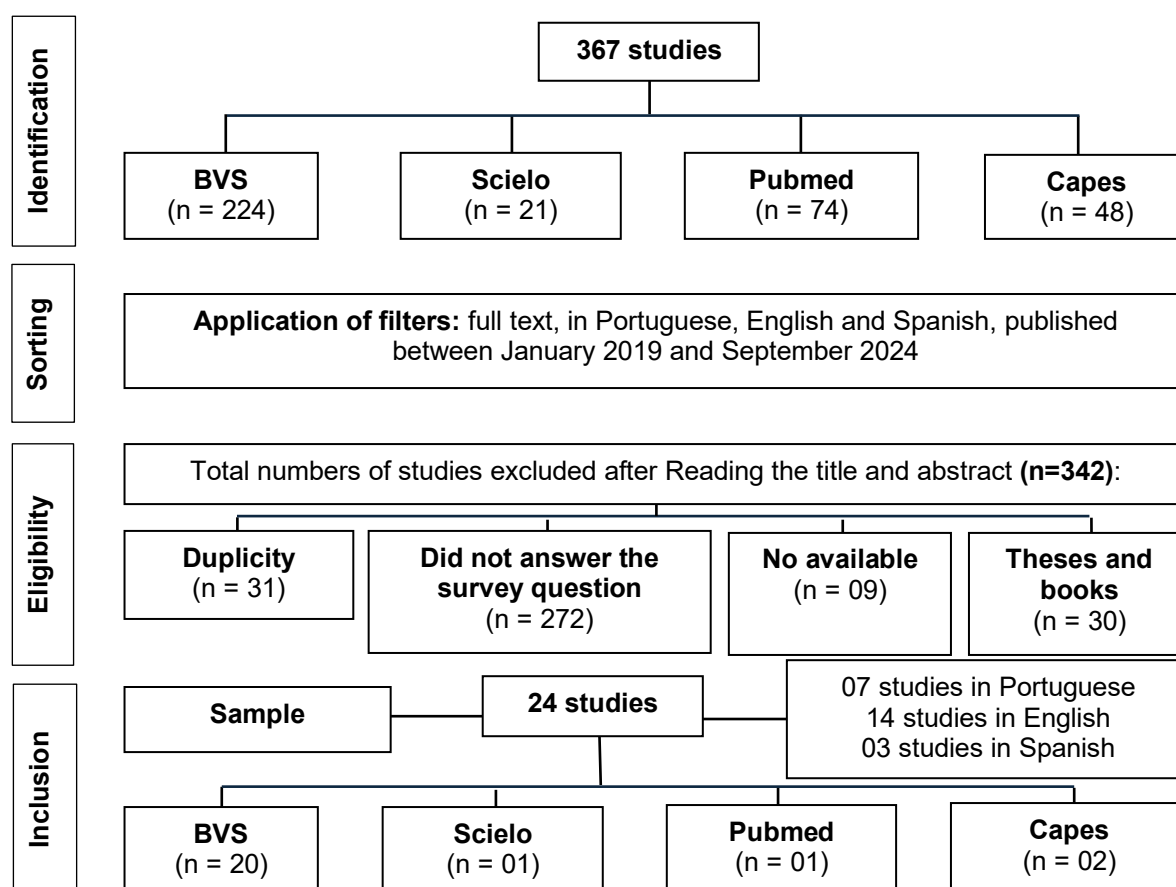 Identification
367 studies
BVS
(n = 224)
Scielo
(n = 21)
Pubmed
(n = 74)
Capes
(n = 48)
Sorting
Application of filters: full text, in Portuguese, English and Spanish, published
between January 2019 and September 2024
Eligibility
Total numbers of studies excluded after Reading the title and abstract (n=342):
Duplicity
(n = 31)
Did not answer the
survey question
(n = 272)
No available
(n = 09)
Theses and
books
(n = 30)
Inclusion
Sample
24 studies
07 studies in Portuguese
14 studies in English
03 studies in Spanish
BVS
(n = 20)
Scielo
(n = 01)
Pubmed
(n = 01)
Capes
(n = 02)